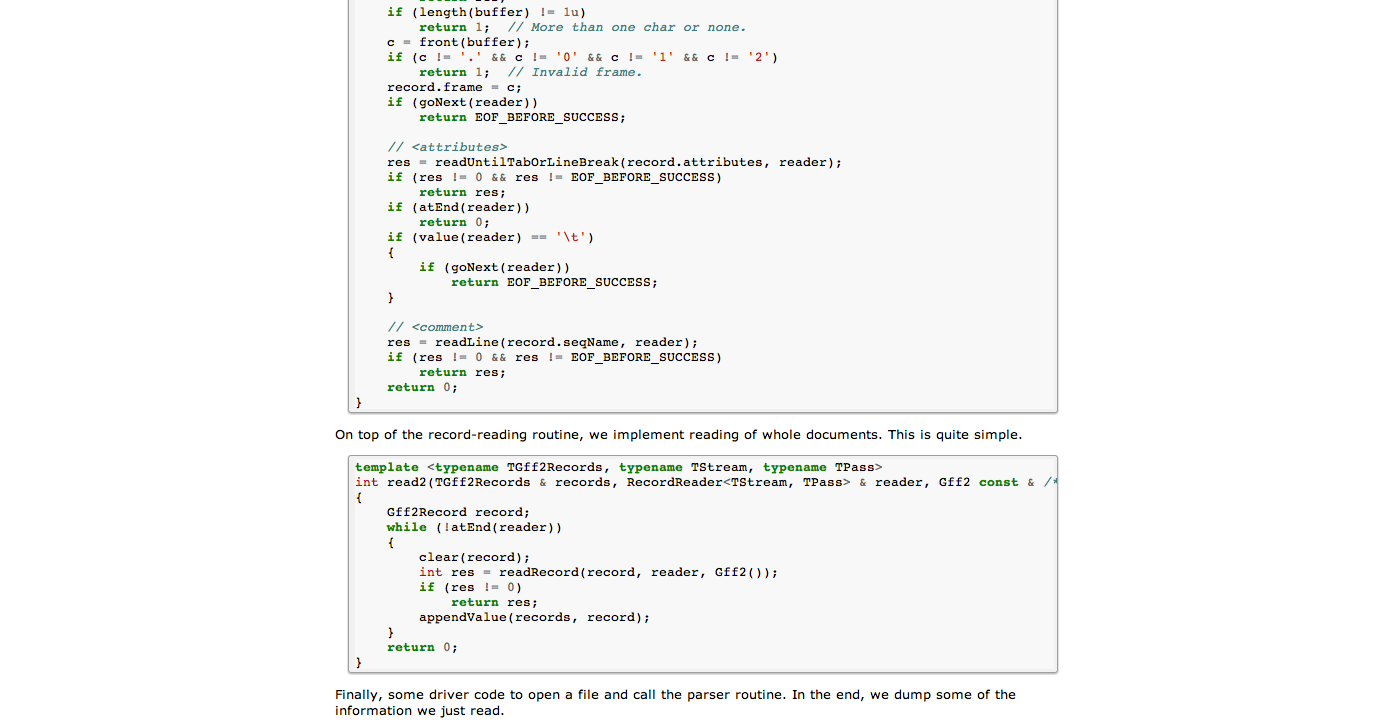 if (length(buffer) != 1u)
return 1;  // More than one char or none.
c = front(buffer);
if (c != '.' && c != '0' && c != '1' && c != '2')
return 1;  // Invalid frame.
record.frame = c;
if (goNext(reader))
return EOF_BEFORE_SUCCESS;
// <attributes>
res = readUntilTabOrLineBreak(record.attributes, reader);
if (res != 0 && res != EOF_BEFORE_SUCCESS)
return res;
if (atEnd(reader))
return 0;
if (value(reader) == '\t')
{
if (goNext(reader))
return EOF_BEFORE_SUCCESS;
}
// <comment>
res = readLine(record.seqName, reader);
if (res != 0 && res != EOF_BEFORE_SUCCESS)
return res;
return 0;
}
On top of the record-reading routine, we implement reading of whole documents. This is quite simple.
template <typename TGff2Records, typename TStream, typename TPass>
int read2(TGff2Records & records, RecordReader<TStream, TPass> & reader, Gff2 const & /*
{
Gff2Record record;
while (!atEnd(reader))
{
clear(record);
int res = readRecord(record, reader, Gff2());
if (res != 0)
return res;
appendValue(records, record);
}
return 0;
}
Finally, some driver code to open a file and call the parser routine. In the end, we dump some of the
information we just read.